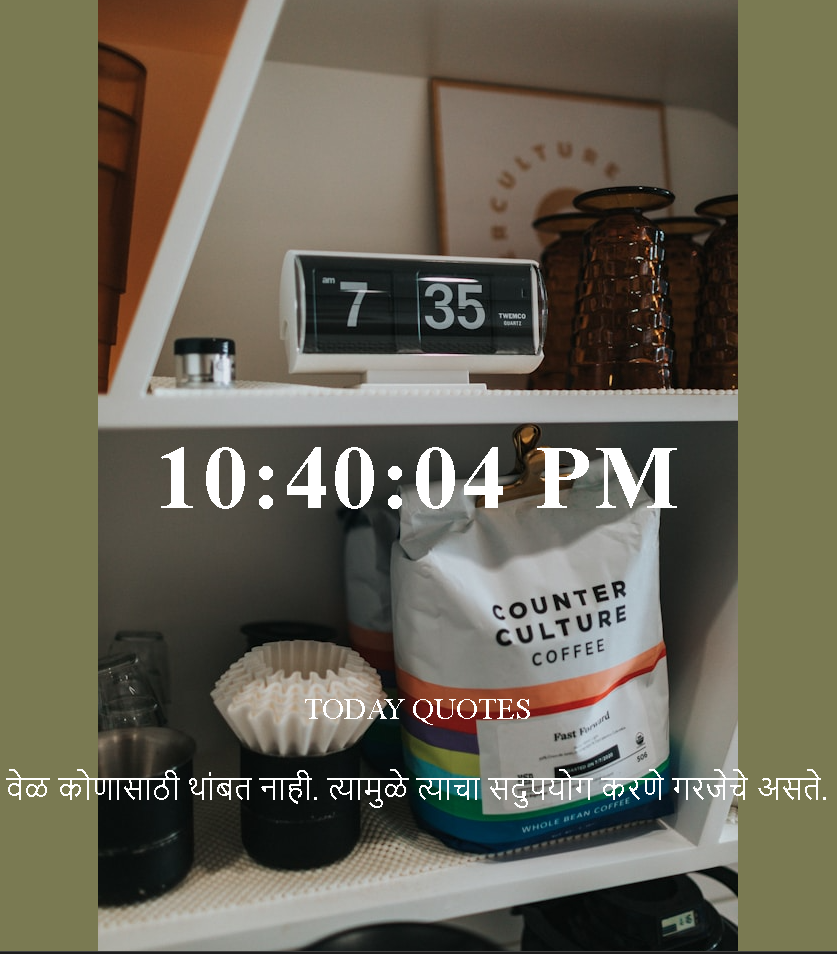 CULTURE
am
7 35
TWEMCO
QUARTZ
10:40:04 PM
COUNTER
CULTURE
COFFEE
TODAY QUOTES
Fast Forward
वेळ कोणासाठी थांबत नाही. त्यामुळे त्याचा सदुपयोग करणे गरजेचे असते.
WHOLE BEAN COFFEE